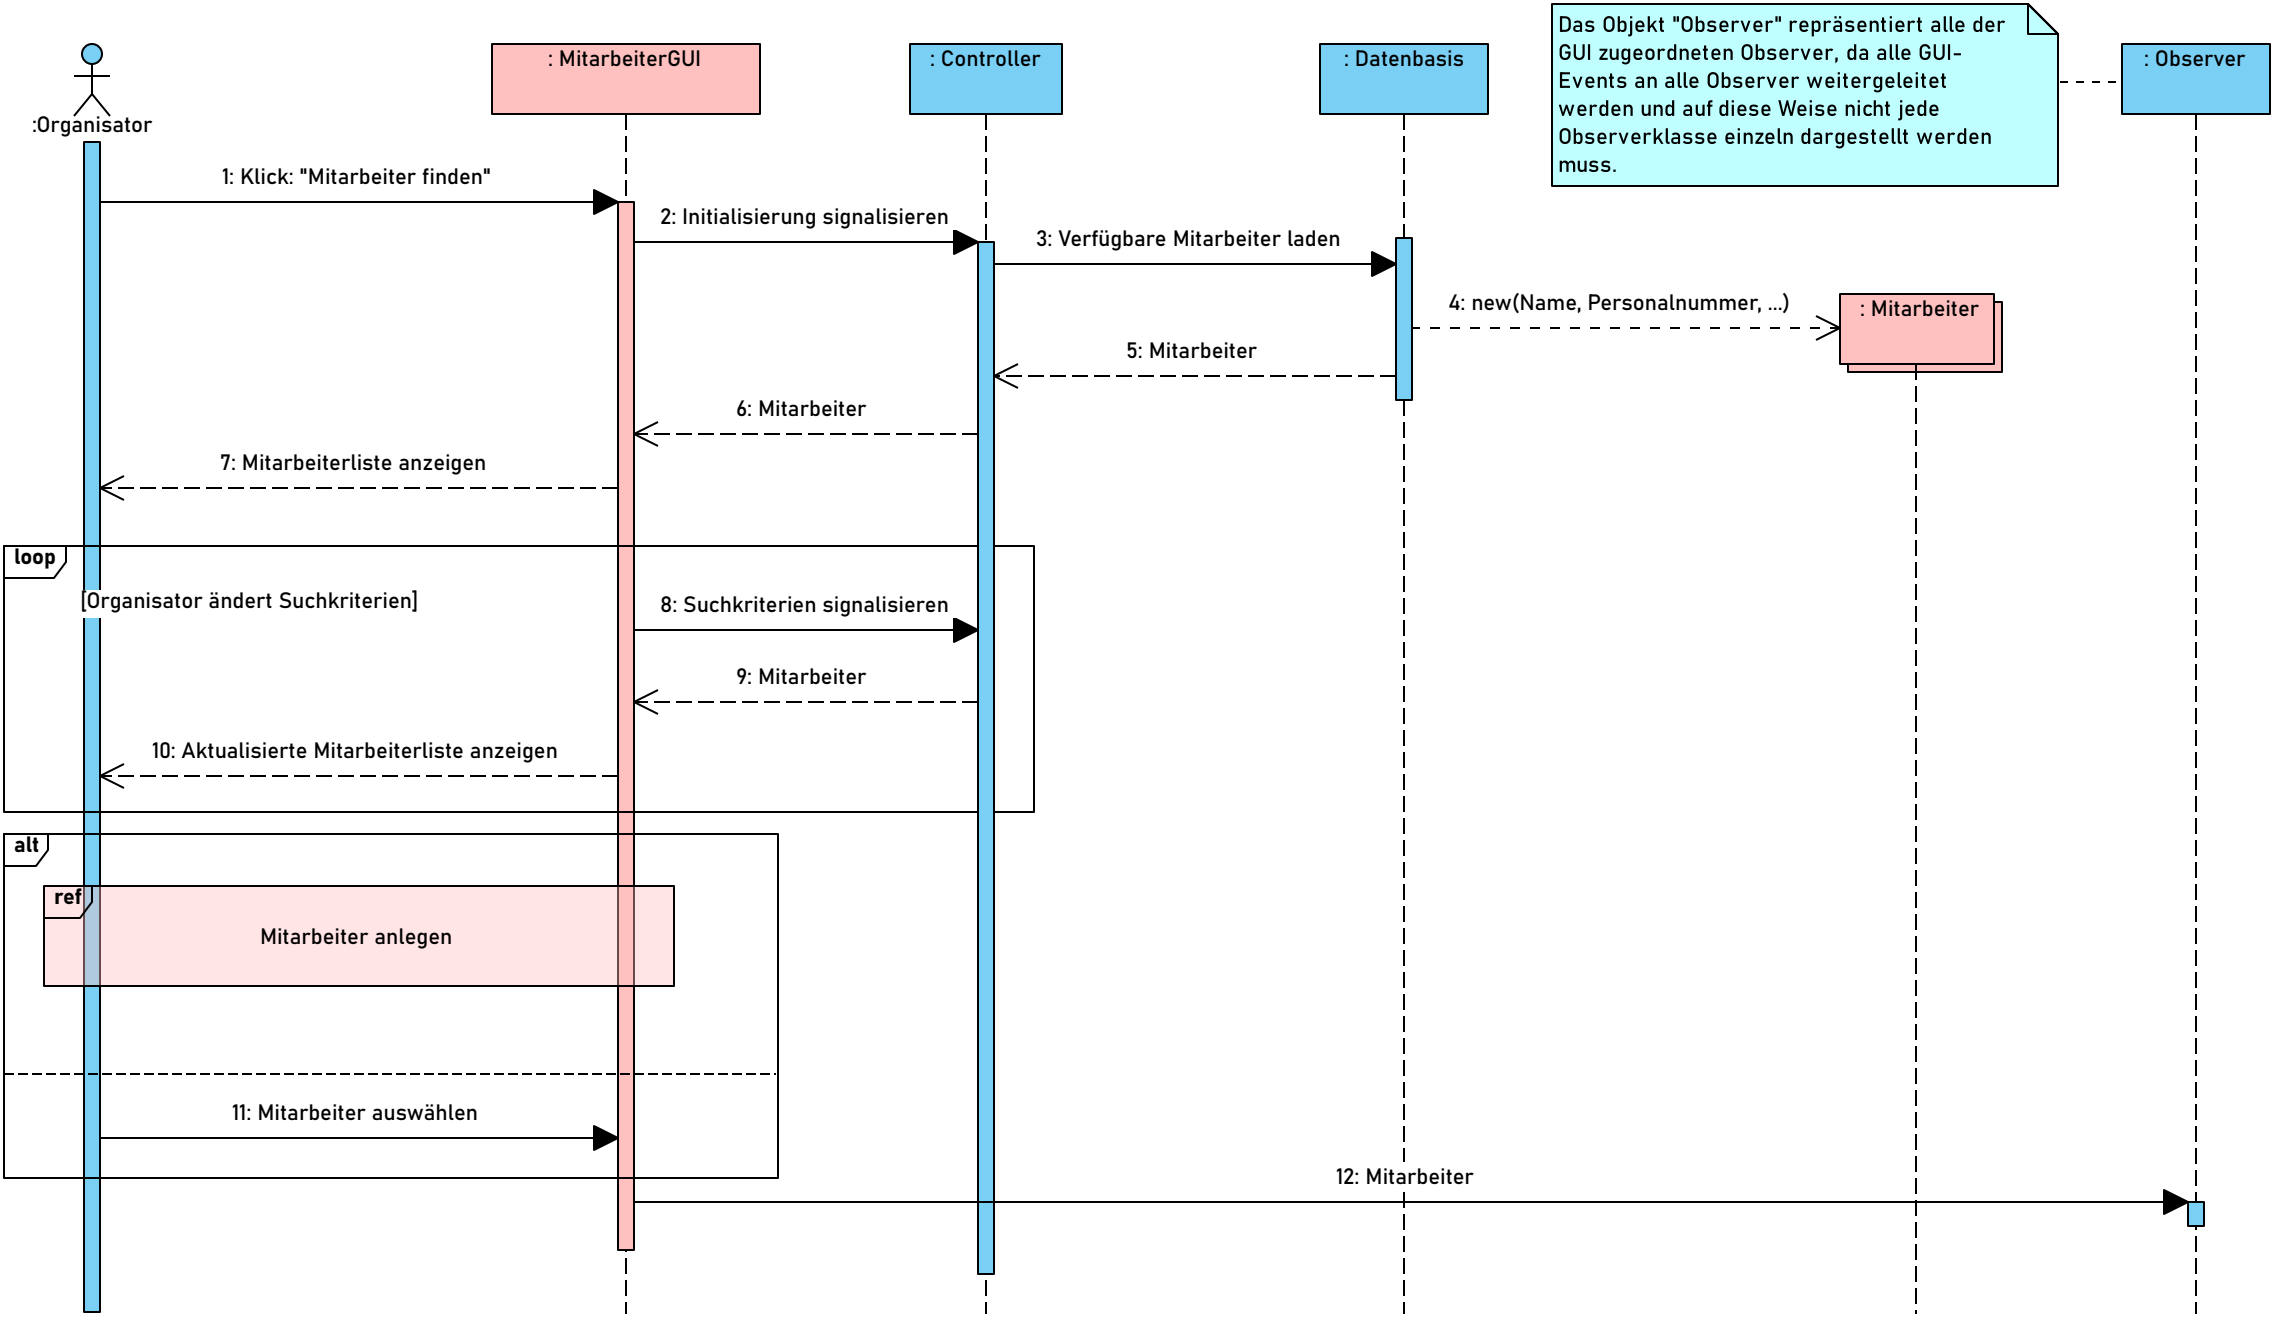 Das Objekt "Observer" repräsentiert alle der
GUI zugeordneten Observer, da alle GUI-
Events an alle Observer weitergeleitet
werden und auf diese Weise nicht jede
Observerklasse einzeln dargestellt werden
muss.
:Organisator
: MitarbeiterGUI
: Controller
: Datenbasis
: Observer
1: Klick: "Mitarbeiter finden"
2: Initialisierung signalisieren
3: Verfügbare Mitarbeiter laden
4: new(Name, Personalnummer, ...)
: Mitarbeiter
5: Mitarbeiter
6: Mitarbeiter
7: Mitarbeiterliste anzeigen
loop
[Organisator ändert Suchkriterien]
8: Suchkriterien signalisieren
9: Mitarbeiter
10: Aktualisierte Mitarbeiterliste anzeigen
alt
ref
Mitarbeiter anlegen
11: Mitarbeiter auswählen
12: Mitarbeiter